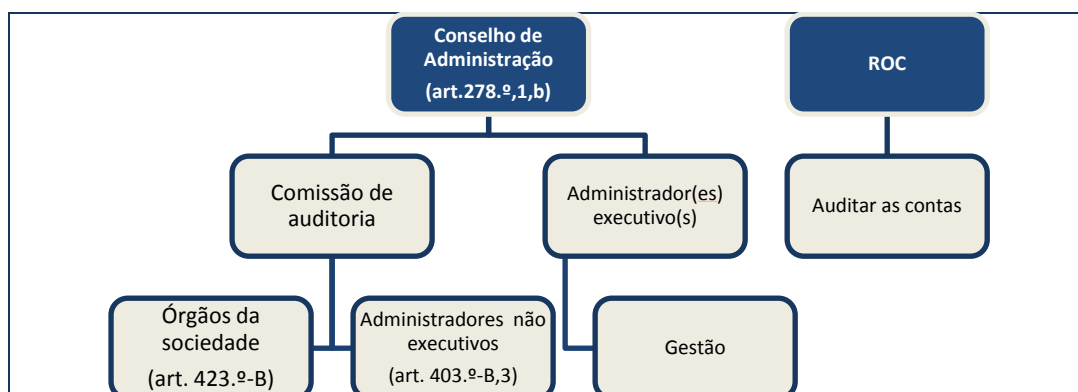 Conselho de
Administração
(art.278.º,1,b)
ROC
Comissão de
auditoria
Administrador(es)
executivo(s)
Auditar as contas
Órgãos da
sociedade
(art. 423.º-B)
Administradores não
executivos
(art. 403.º-B,3)
Gestão